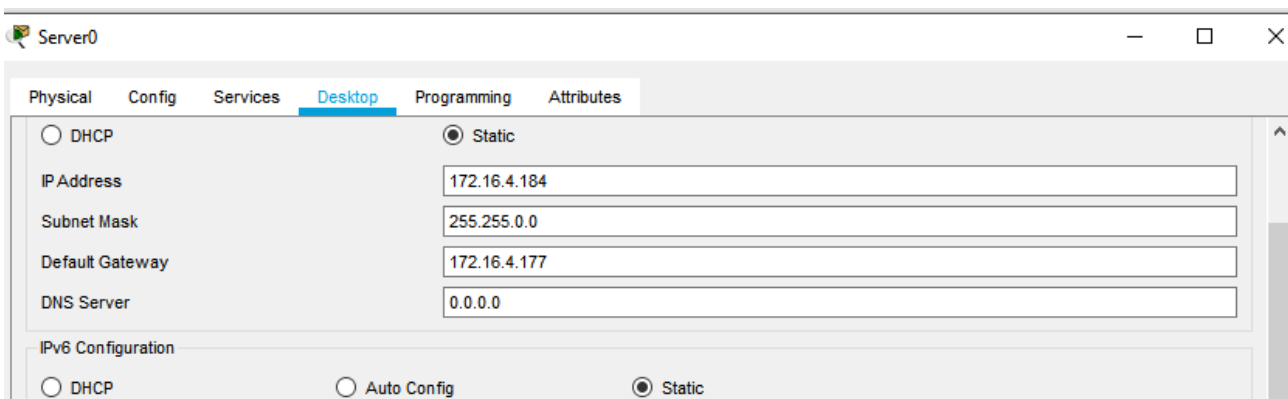 Server0
Physical Config Services Desktop Programming Attributes
DHCP Static
IP Address 172.16.4.184
Subnet Mask 255.255.0.0
Default Gateway 172.16.4.177
DNS Server 0.0.0.0
IPv6 Configuration
DHCP Auto Config Static